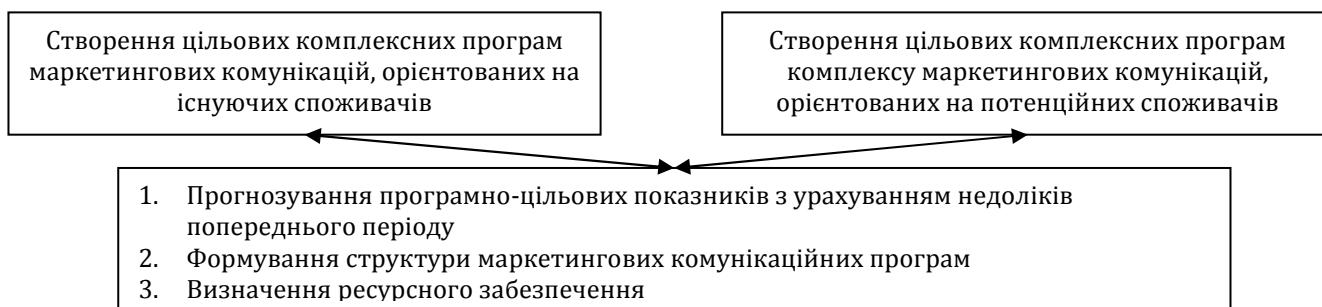 Створення цільових комплексних програм
маркетингових комунікацій, орієнтованих на
існуючих споживачів
Створення цільових комплексних програм
комплексу маркетингових комунікацій,
орієнтованих на потенційних споживачів
1. Прогнозування програмно-цільових показників з урахуванням недоліків
попереднього періоду
2. Формування структури маркетингових комунікаційних програм
3. Визначення ресурсного забезпечення